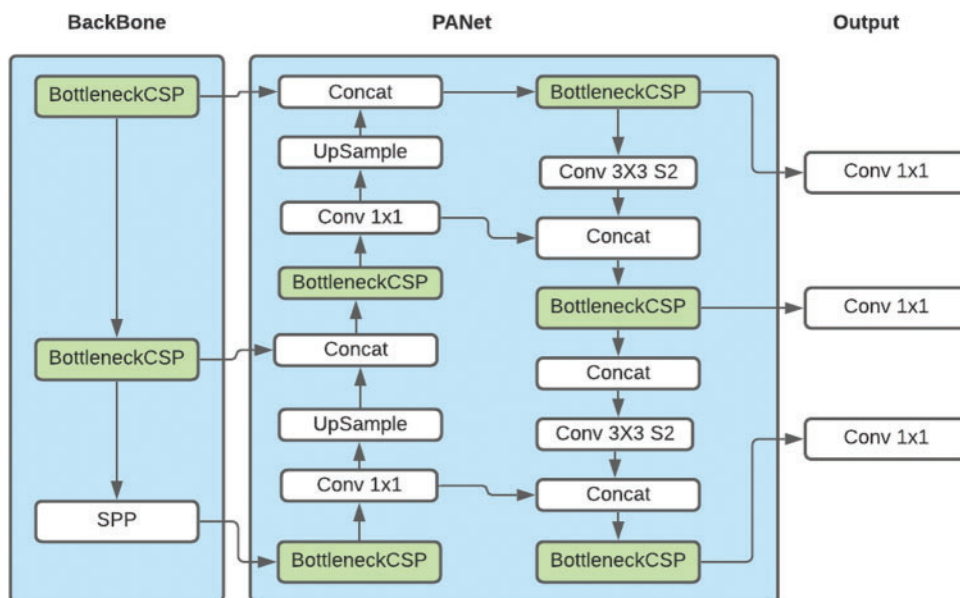 BackBone
PANet
Output
BottleneckCSP
BottleneckCSP
SPP
Concat
UpSample
Conv 1x1
BottleneckCSP
Concat
UpSample
Conv 1x1
BottleneckCSP
BottleneckCSP
Conv 3X3 S2
Concat
BottleneckCSP
Concat
Conv 3X3 S2
Concat
BottleneckCSP
Conv 1x1
Conv 1x1
Conv 1x1